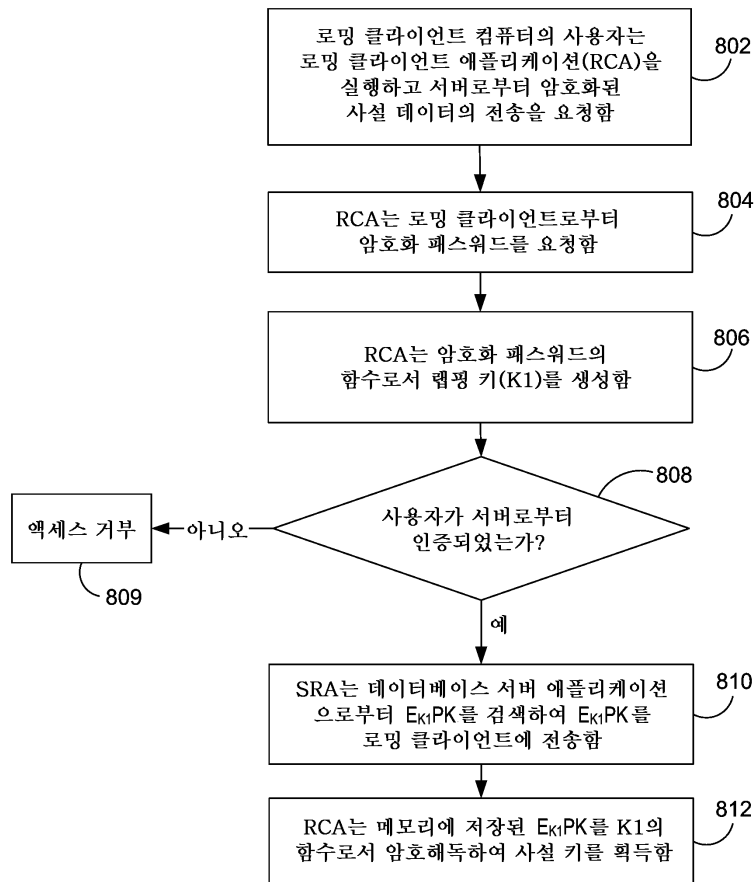 로밍 클라이언트 컴퓨터의 사용자는
로밍 클라이언트 애플리케이션(RCA)을
실행하고 서버로부터 암호화된
사설 데이터의 전송을 요청함
802
RCA는 로밍 클라이언트로부터
암호화 패스워드를 요청함
804
RCA는 암호화 패스워드의
함수로서 랩핑 키(K1)를 생성함
806
사용자가 서버로부터
인증되었는가?
808
아니오
액세스 거부
809
예
SRA는 데이터베이스 서버 애플리케이션
으로부터 EK1PK를 검색하여 EK1PK를
로밍 클라이언트에 전송함
810
RCA는 메모리에 저장된 EK1PK를 K1의
함수로서 암호해독하여 사설 키를 획득함
812